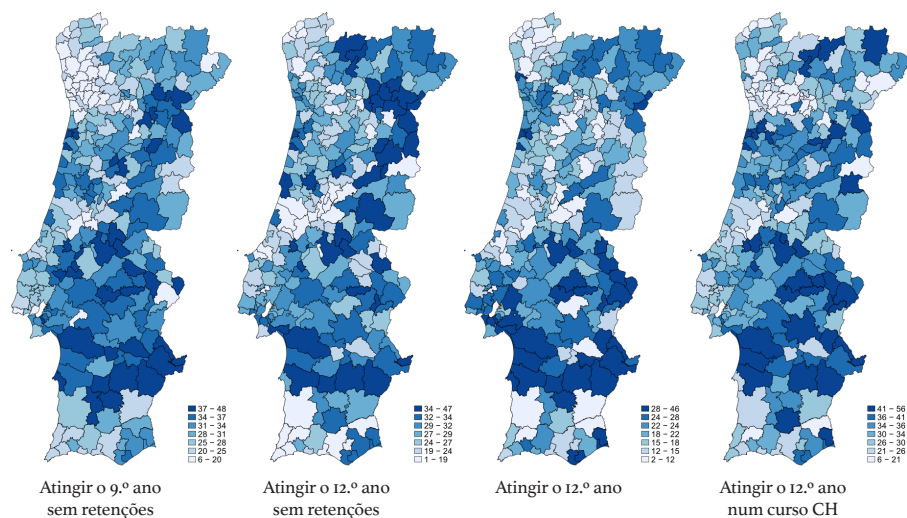 37 – 48
34 – 37
31 – 34
28 – 31
25 – 28
20 – 25
6 – 20
34 – 47
32 – 34
29 – 32
27 – 29
24 – 27
19 – 24
1 – 19
28 – 46
24 – 28
22 – 24
18 – 22
15 – 18
12 – 15
2 – 12
41 – 56
36 – 41
34 – 36
30 – 34
26 – 30
21 – 26
6 – 21
Atingir o 9.º ano
sem retenções
Atingir o 12.º ano
sem retenções
Atingir o 12.º ano
Atingir o 12.º ano
num curso CH